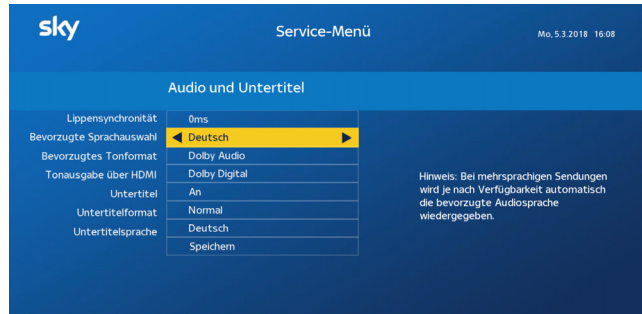 sky
Service-Menü
Mo, 5.3.2018 16:08
Audio und Untertitel
Lippensynchronität 0ms
Bevorzugte Sprachauswahl Deutsch
Bevorzugtes Tonformat Dolby Audio
Tonausgabe über HDMI Dolby Digital
Untertitel An
Untertitelformat Normal
Untertitelsprache Deutsch
Speichern
Hinweis: Bei mehrsprachigen Sendungen
wird je nach Verfügbarkeit automatisch
die bevorzugte Audiosprache
wiedergegeben.